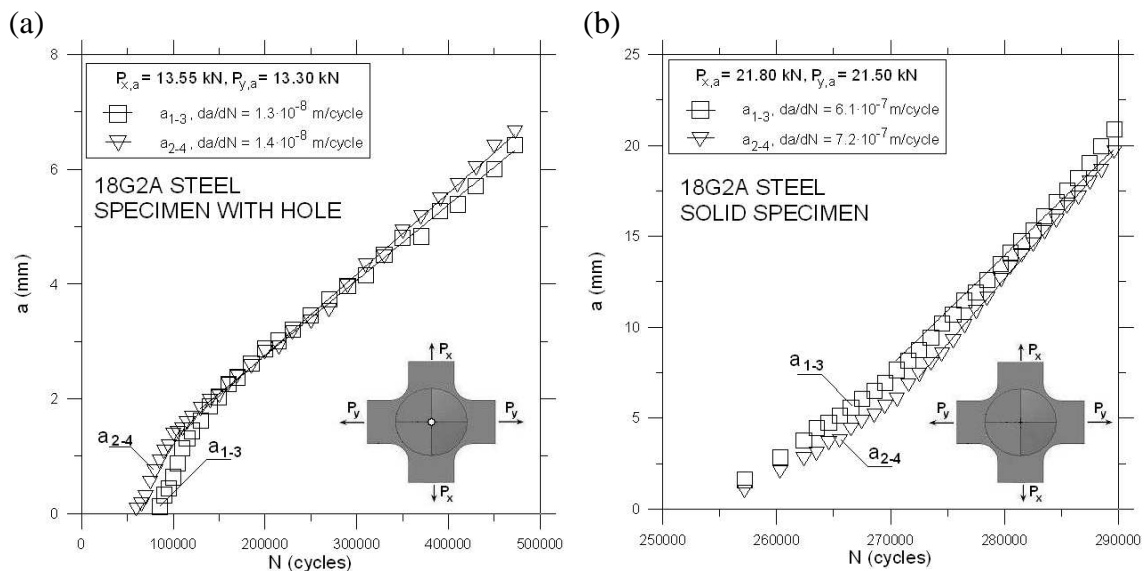 (a)
8
6
4
2
0
a (mm)
P_x,a = 13.55 kN, P_y,a = 13.30 kN
a_1-3 , da/dN = 1.3·10^-8 m/cycle
a_2-4 , da/dN = 1.4·10^-8 m/cycle
18G2A STEEL
SPECIMEN WITH HOLE
a_2-4
a_1-3
P_x
P_y
P_y
P_x
0 100000 200000 300000 400000 500000
N (cycles)
(b)
25
20
15
10
5
0
a (mm)
P_x,a = 21.80 kN, P_y,a = 21.50 kN
a_1-3 , da/dN = 6.1·10^-7 m/cycle
a_2-4 , da/dN = 7.2·10^-7 m/cycle
18G2A STEEL
SOLID SPECIMEN
a_1-3
a_2-4
P_x
P_y
P_y
P_x
250000 260000 270000 280000 290000
N (cycles)